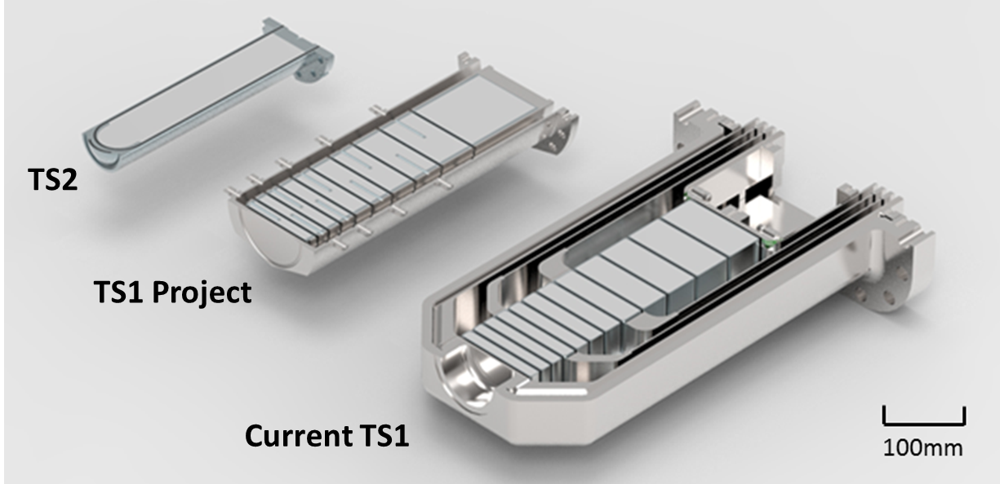 TS2
TS1 Project
Current TS1
100mm